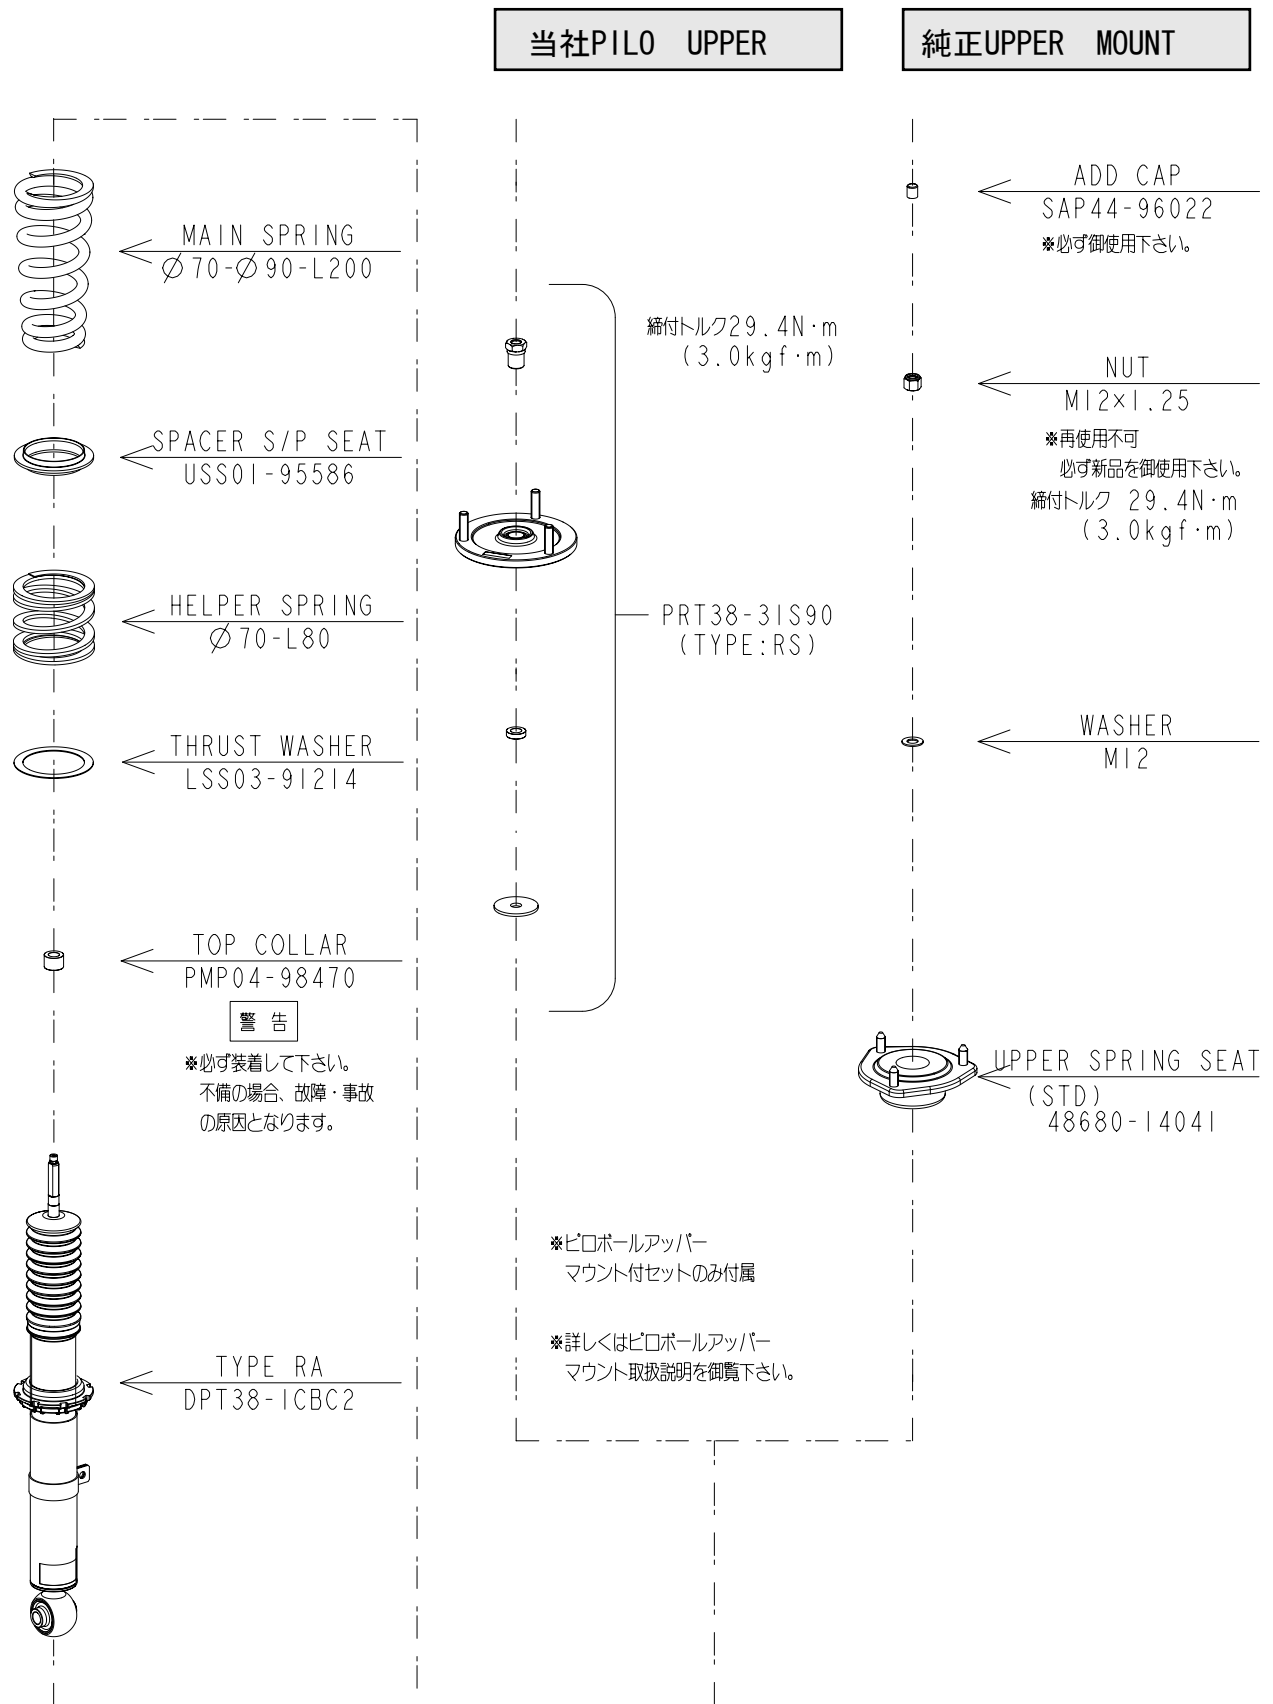 当社PILO UPPER
純正UPPER MOUNT
MAIN SPRING
∅70-∅90-L200
SPACER S/P SEAT
USS01-95586
HELPER SPRING
∅70-L80
THRUST WASHER
LSS03-91214
TOP COLLAR
PMP04-98470
警 告
※必ず装着して下さい。
不備の場合、故障・事故
の原因となります。
TYPE RA
DPT38-1CBC2
締付トルク29.4N·m
(3.0kgf·m)
PRT38-31S90
(TYPE:RS)
※ピロボールアッパー
マウント付セットのみ付属
※詳しくはピロボールアッパー
マウント取扱説明を御覧下さい。
ADD CAP
SAP44-96022
※必ず御使用下さい。
NUT
M12×1.25
※再使用不可
必ず新品を御使用下さい。
締付トルク 29.4N·m
(3.0kgf·m)
WASHER
M12
UPPER SPRING SEAT
(STD)
48680-14041